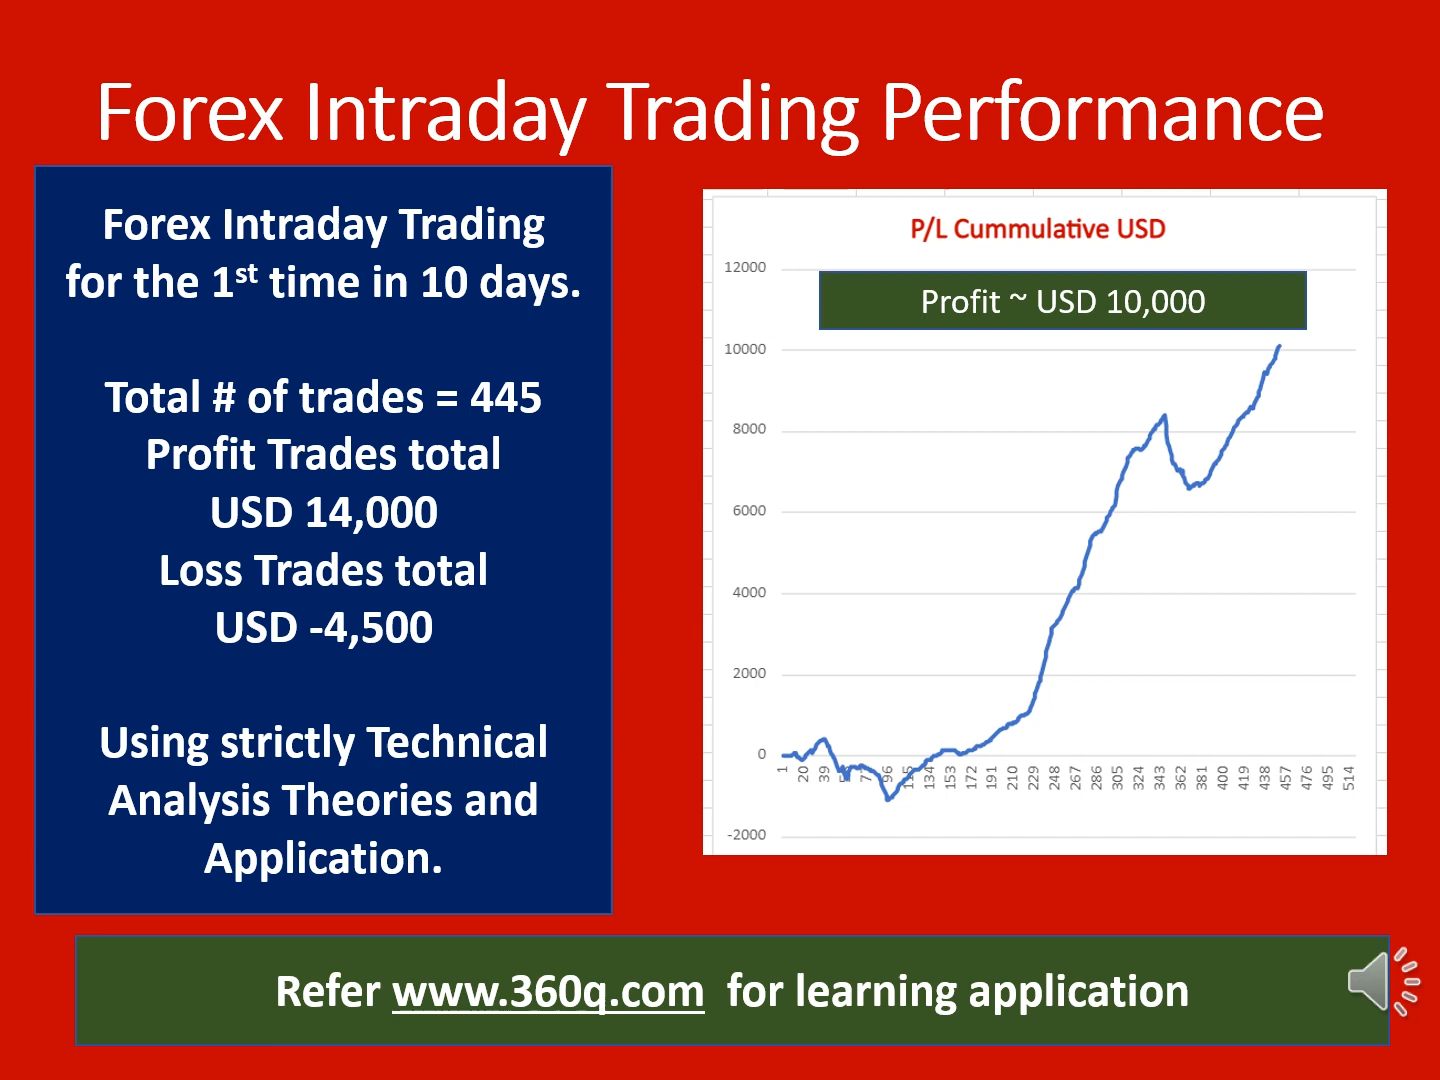 Forex Intraday Trading Performance
Forex Intraday Trading
for the 1st time in 10 days.
Total # of trades = 445
Profit Trades total
USD 14,000
Loss Trades total
USD -4,500
Using strictly Technical
Analysis Theories and
Application.
P/L Cummulative USD
Profit ~ USD 10,000
12000
10000
8000
6000
4000
2000
0
-2000
1 20 39 96 134 153 172 191 210 229 248 267 286 305 324 343 362 381 400 419 438 457 476 495 514
Refer www.360q.com for learning application